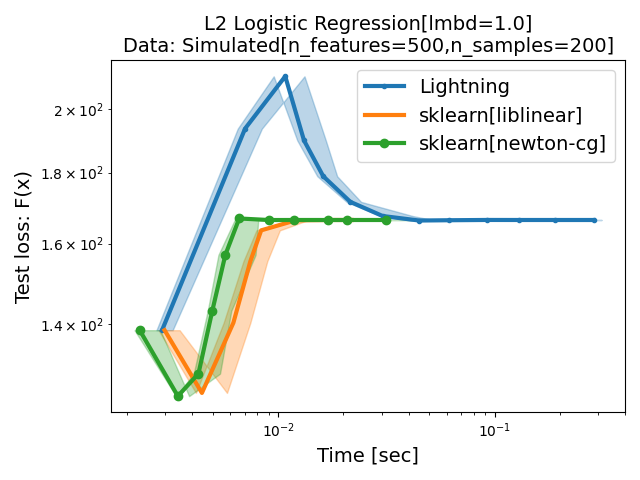 L2 Logistic Regression[lmbd=1.0]
Data: Simulated[n_features=500,n_samples=200]
Test loss: F(x)
2 × 10²
1.8 × 10²
1.6 × 10²
1.4 × 10²
Lightning
sklearn[liblinear]
sklearn[newton-cg]
10⁻²
10⁻¹
Time [sec]